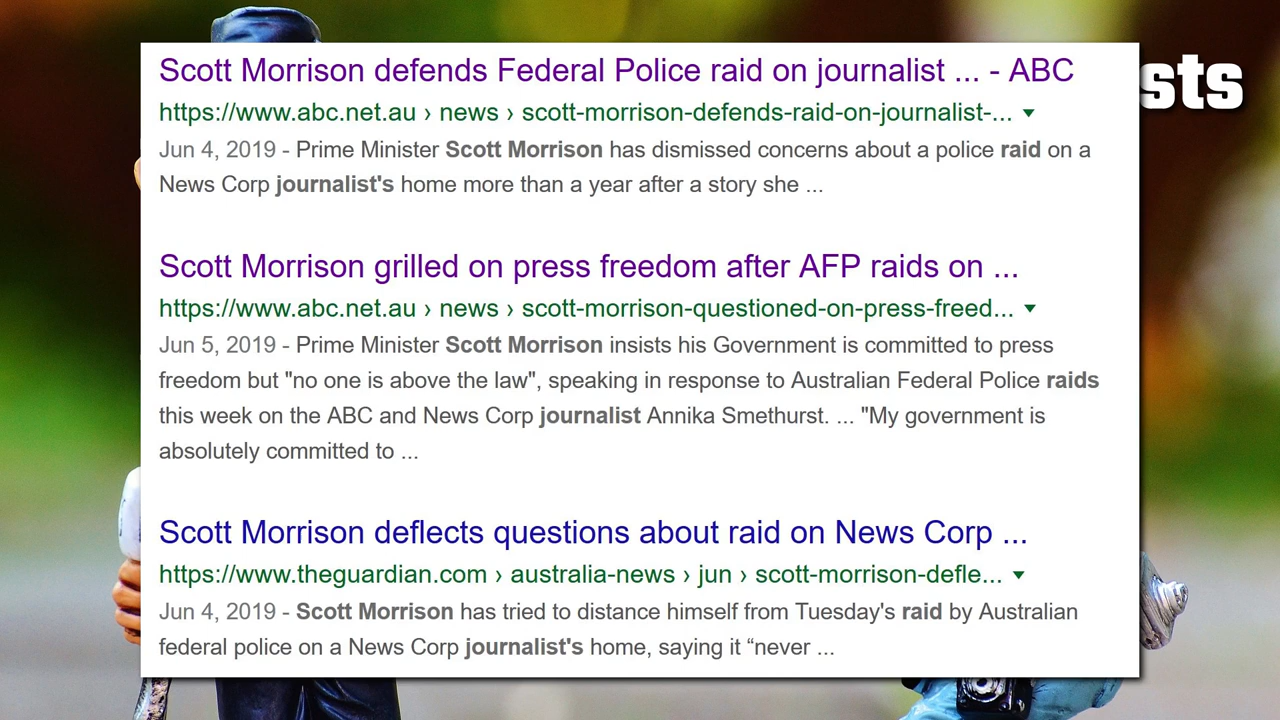 Scott Morrison defends Federal Police raid on journalist ... - ABC
sts
https://www.abc.net.au › news › scott-morrison-defends-raid-on-journalist-... ▼
Jun 4, 2019 - Prime Minister Scott Morrison has dismissed concerns about a police raid on a
News Corp journalist's home more than a year after a story she ...
Scott Morrison grilled on press freedom after AFP raids on ...
https://www.abc.net.au › news › scott-morrison-questioned-on-press-freed... ▼
Jun 5, 2019 - Prime Minister Scott Morrison insists his Government is committed to press
freedom but "no one is above the law", speaking in response to Australian Federal Police raids
this week on the ABC and News Corp journalist Annika Smethurst. ... "My government is
absolutely committed to ...
Scott Morrison deflects questions about raid on News Corp ...
https://www.theguardian.com › australia-news › jun › scott-morrison-defle... ▼
Jun 4, 2019 - Scott Morrison has tried to distance himself from Tuesday's raid by Australian
federal police on a News Corp journalist's home, saying it “never ...